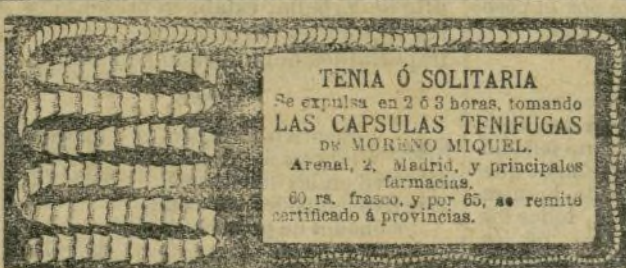 TENIA Ó SOLITARIA
Se expulsa en 2 ó 3 horas, tomando
LAS CAPSULAS TENIFUGAS
DE MORENO MIQUEL.
Arenal, 2, Madrid, y principales
farmacias.
60 rs. frasco, y por 65, se remite
certificado á provincias.